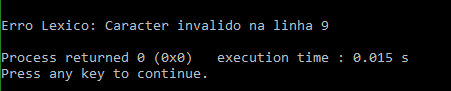 Erro Lexico: Caracter invalido na linha 9
Process returned 0 (0x0)   execution time : 0.015 s
Press any key to continue.